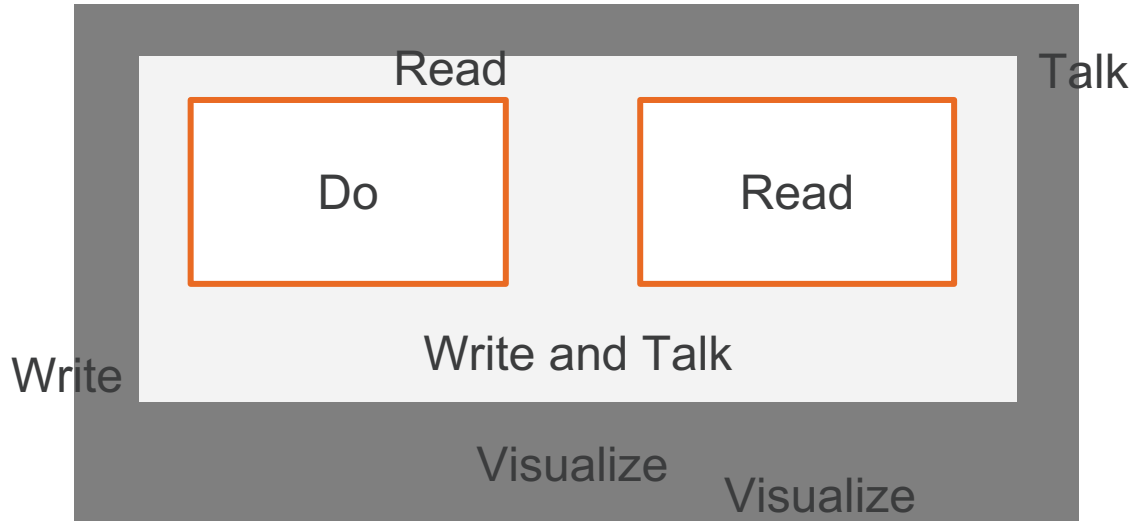 Read
Talk
Do
Read
Write and Talk
Write
Visualize
Visualize